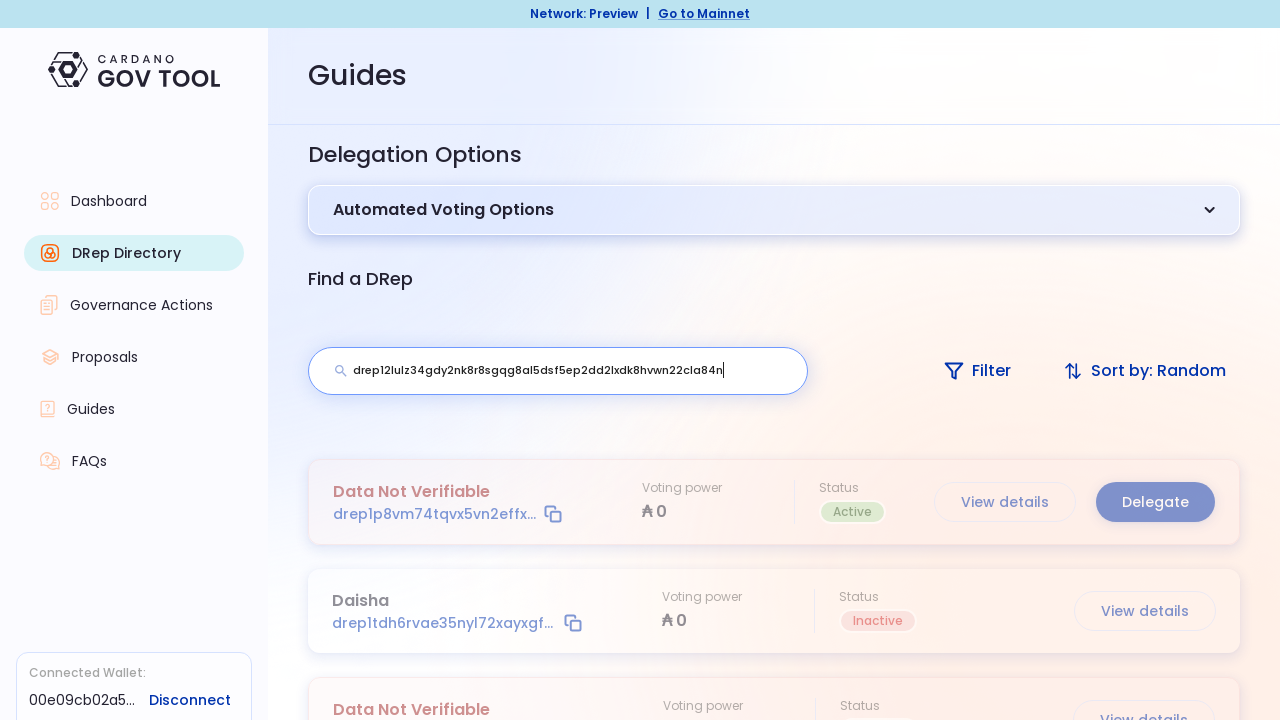 Network: Preview | Go to Mainnet
CARDANO
GOV TOOL
Dashboard
DRep Directory
Governance Actions
Proposals
Guides
FAQs
Connected Wallet:
00e09cb02a5... Disconnect
Guides
Delegation Options
Automated Voting Options
Find a DRep
drep12lulz34gdy2nk8r8sgqg8al5dsf5ep2dd2lxdk8hvwn22cla84n
Filter
Sort by: Random
Data Not Verifiable
drep1p8vm74tqvx5vn2effx...
Voting power
₳ 0
Status
Active
View details
Delegate
Daisha
drep1tdh6rvae35nyl72xayxgf...
Voting power
₳ 0
Status
Inactive
View details
Data Not Verifiable
Voting power
Status
View details